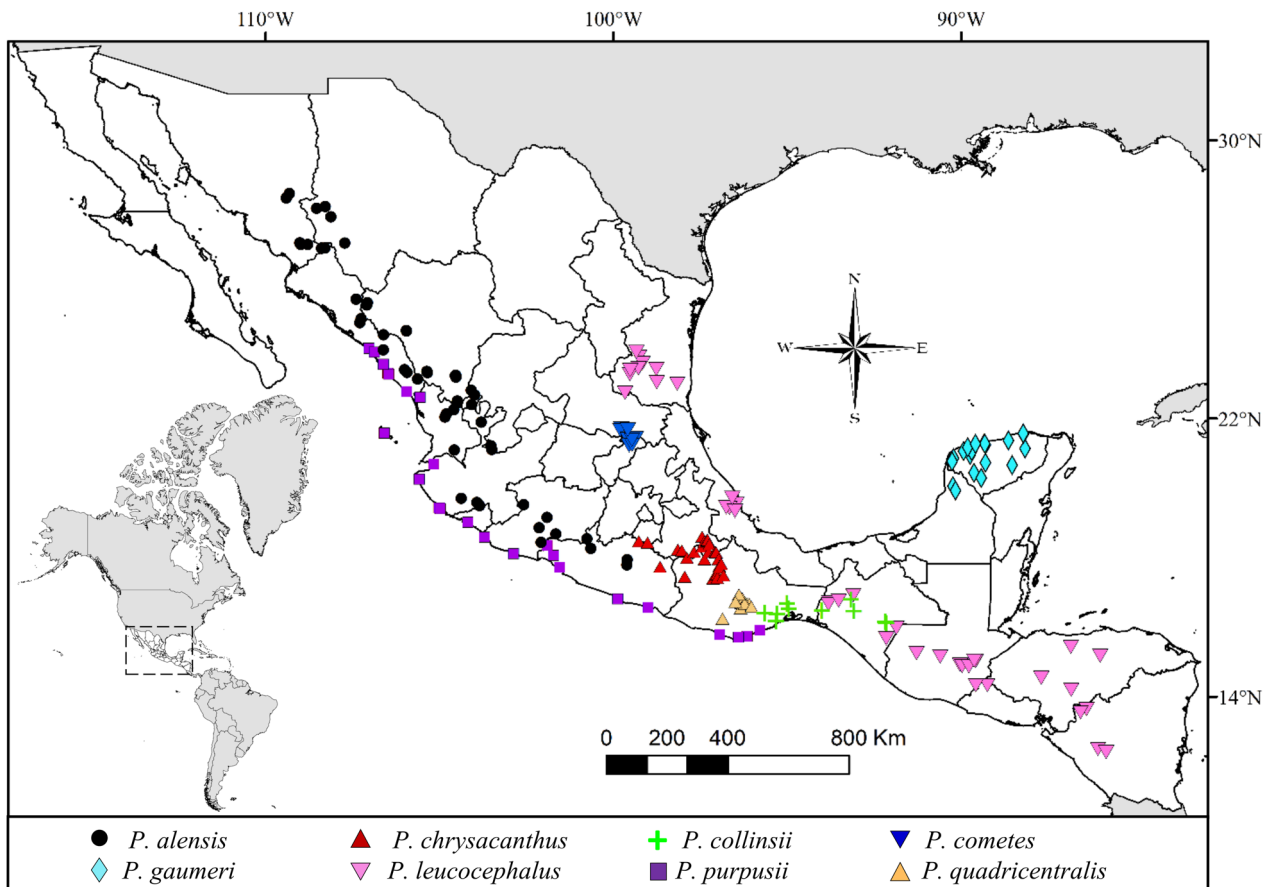 110°W 100°W 90°W
30°N
N
W E
S
22°N
14°N
0 200 400 800 Km
P. alensis P. chrysacanthus P. collinsii P. cometes
P. gaumeri P. leucocephalus P. purpusii P. quadricentralis